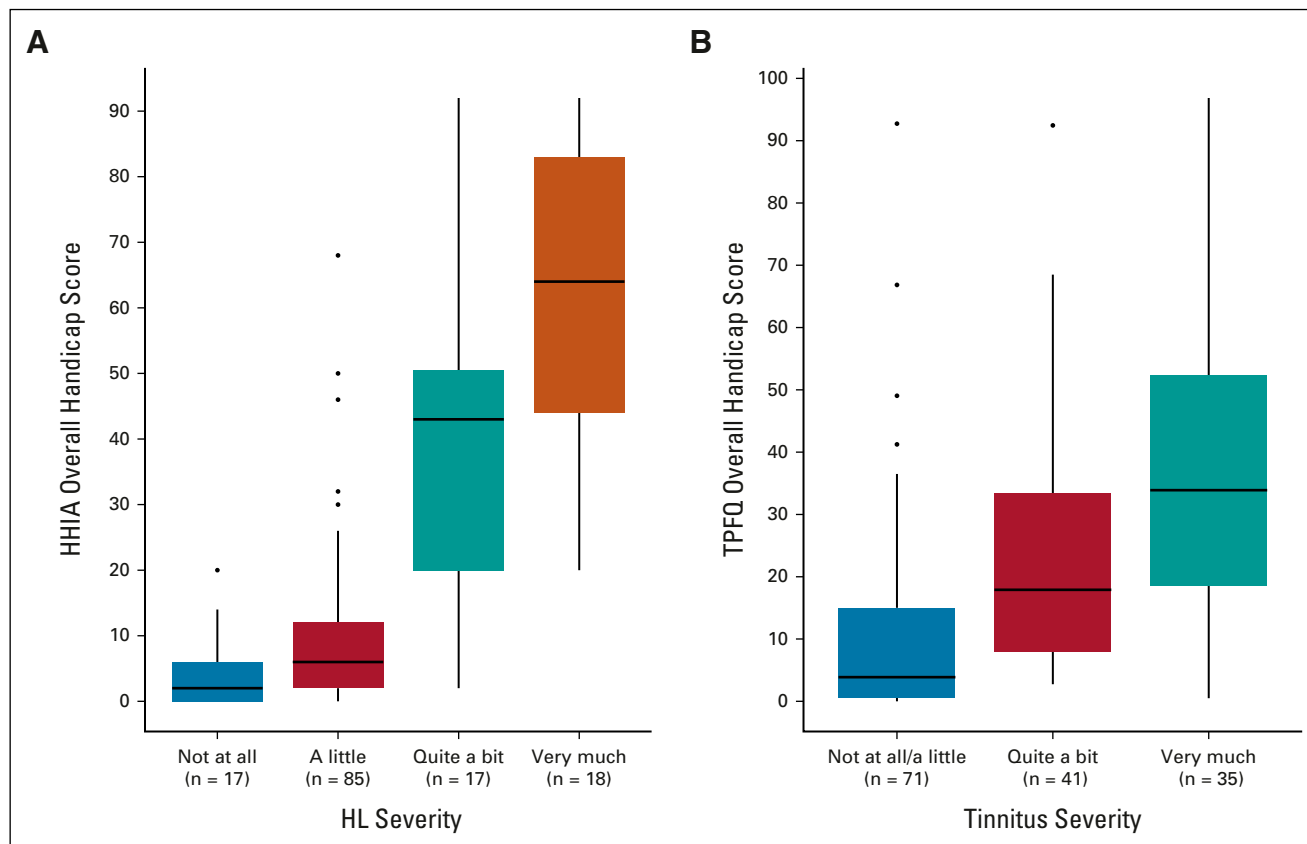 A
HHIA Overall Handicap Score
90
80
70
60
50
40
30
20
10
0
Not at all
(n = 17)
A little
(n = 85)
Quite a bit
(n = 17)
Very much
(n = 18)
HL Severity
B
TPFQ Overall Handicap Score
100
90
80
70
60
50
40
30
20
10
0
Not at all/a little
(n = 71)
Quite a bit
(n = 41)
Very much
(n = 35)
Tinnitus Severity